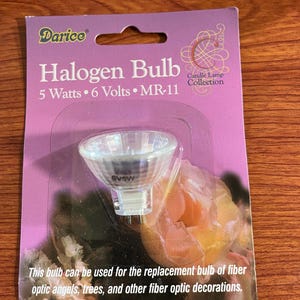 Darice®
Halogen Bulb
5 Watts • 6 Volts • MR-11
Candle Lamp
Collection
6V5W
This bulb can be used for the replacement bulb of fiber
optic angels, trees, and other fiber optic decorations.